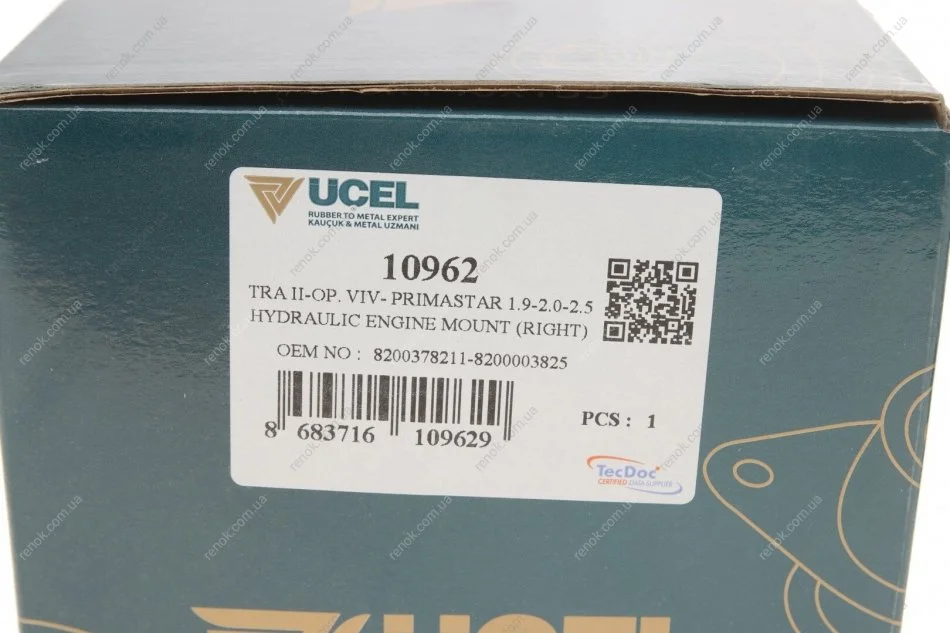 UCEL
RUBBER TO METAL EXPERT
KAUÇUK & METAL UZMANI
10962
TRA II-OP. VIV- PRIMASTAR 1.9-2.0-2.5
HYDRAULIC ENGINE MOUNT (RIGHT)
OEM NO : 8200378211-8200003825
8 683716 109629
PCS : 1
TecDoc
CERTIFIED DATA SUPPLIER
UCEL
renok.com.ua